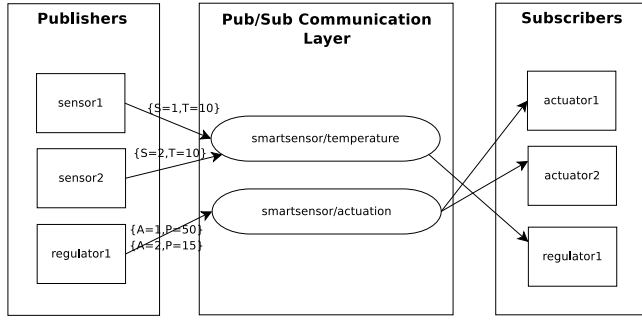 Publishers
sensor1
sensor2
regulator1
{S=1,T=10}
{S=2,T=10}
{A=1,P=50}
{A=2,P=15}
Pub/Sub Communication
Layer
smartsensor/temperature
smartsensor/actuation
Subscribers
actuator1
actuator2
regulator1